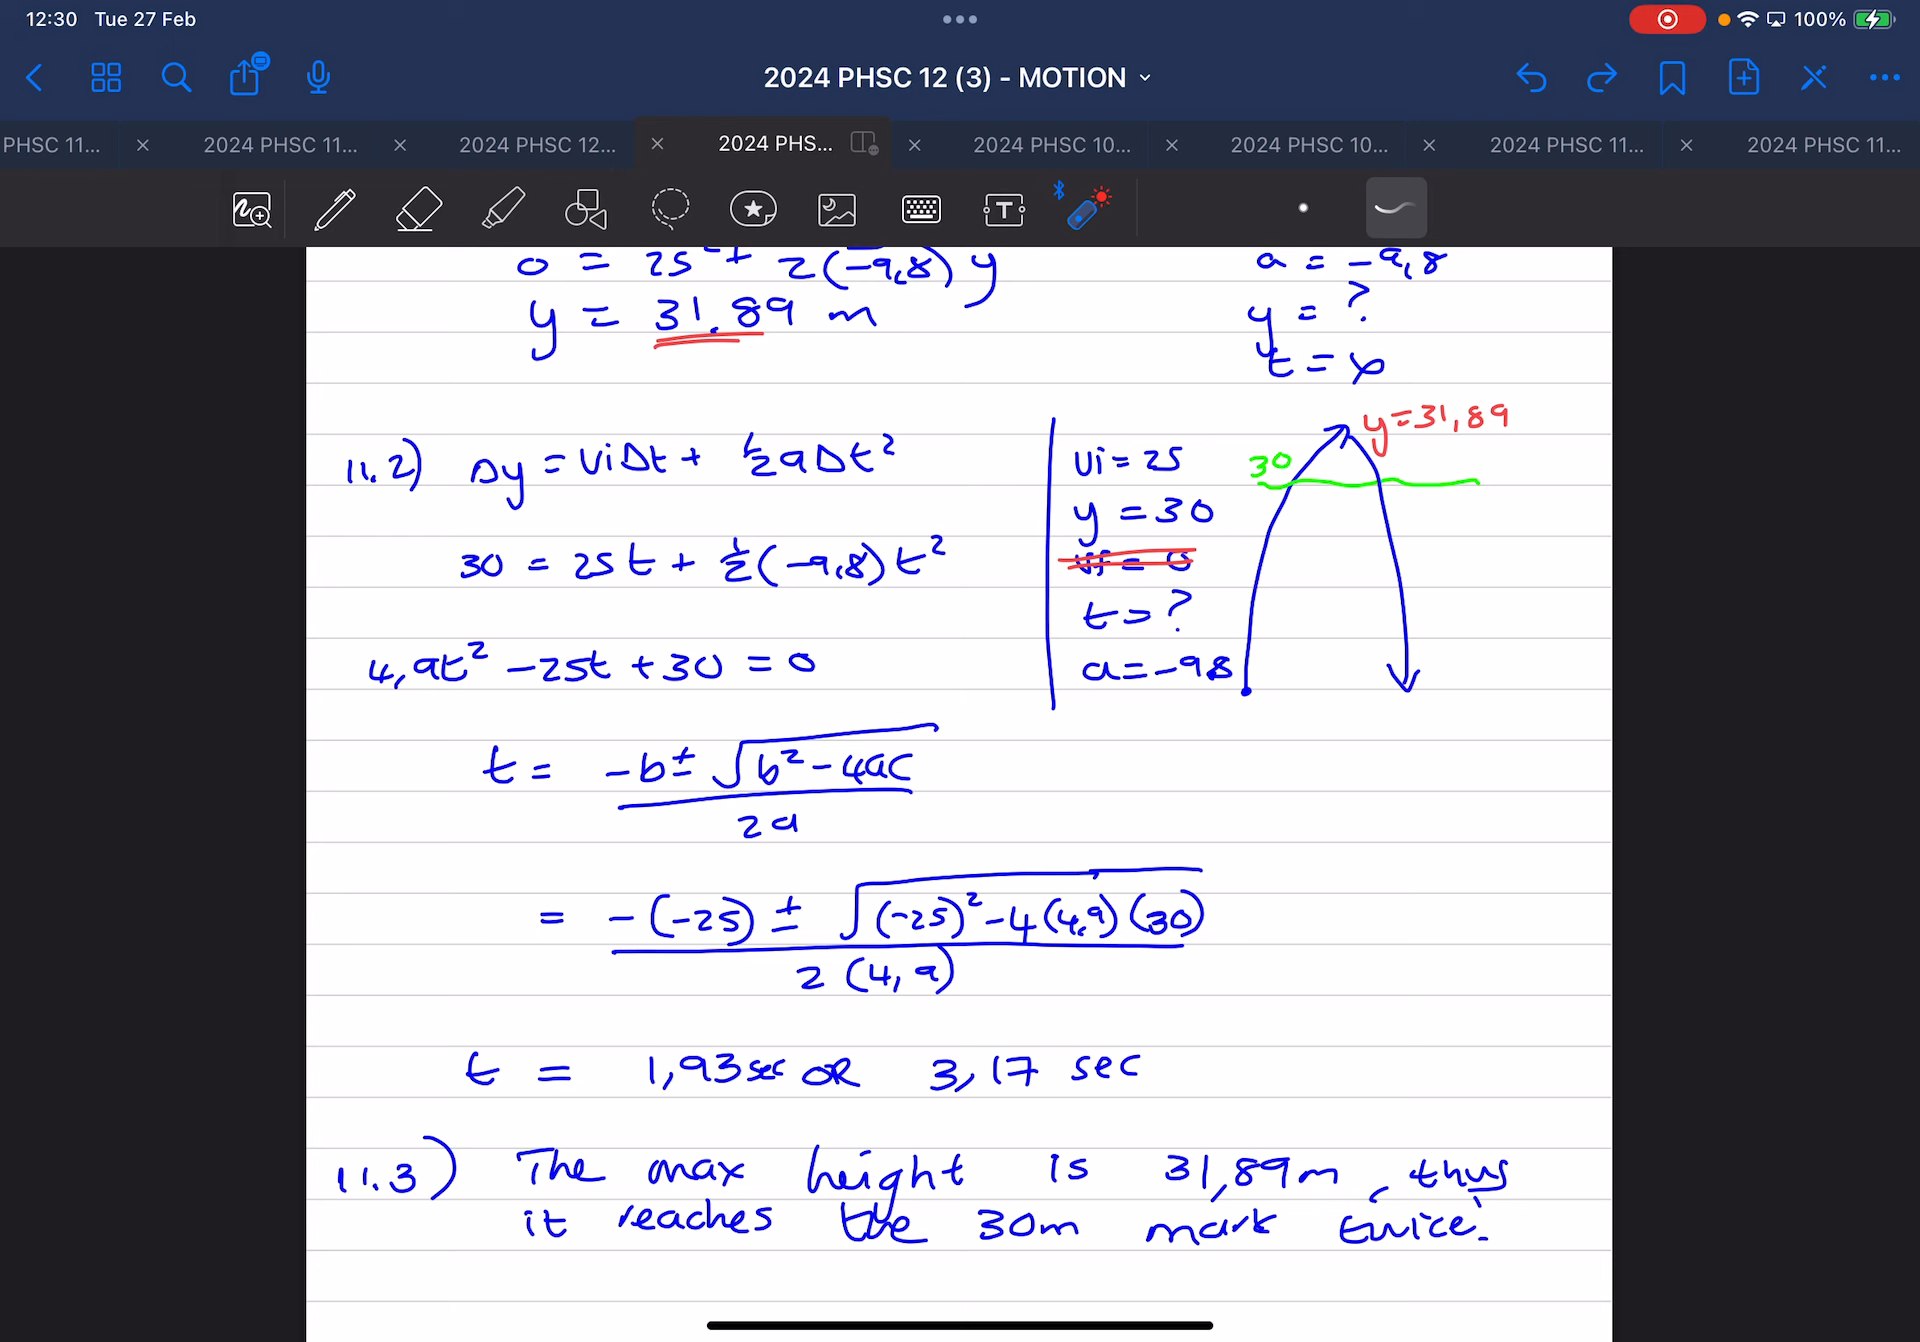 12:30 Tue 27 Feb
100%
2024 PHSC 12 (3) - MOTION
PHSC 11... 2024 PHSC 11... 2024 PHSC 12... 2024 PHS... 2024 PHSC 10... 2024 PHSC 10... 2024 PHSC 11... 2024 PHSC 11...
T
0 = 25² + 2(-9,8)y
y = 31.89 m
a = -9,8
y = ?
t = x
11.2) Δy = ViΔt + ½aΔt²
30 = 25t + ½(-9,8)t²
4,9t² - 25t + 30 = 0
Vi = 25
y = 30
Vf = 0
t = ?
a = -9.8
y = 31,89
30
t = -b ± √b² - 4ac
2a
= -(-25) ± √(-25)² - 4(4,9)(30)
2(4,9)
t = 1,93 sec OR 3,17 sec
11.3) The max height is 31,89m, thus
it reaches the 30m mark twice.